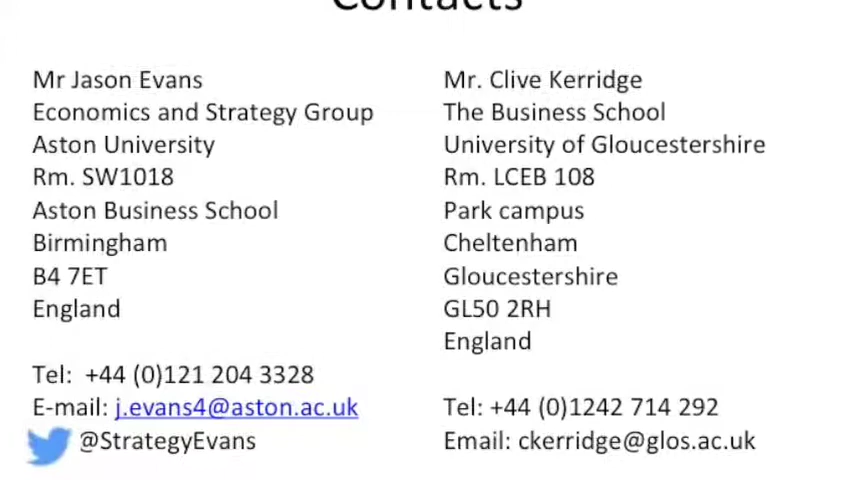 Contacts
Mr Jason Evans
Economics and Strategy Group
Aston University
Rm. SW1018
Aston Business School
Birmingham
B4 7ET
England
Tel:  +44 (0)121 204 3328
E-mail: j.evans4@aston.ac.uk
@StrategyEvans
Mr. Clive Kerridge
The Business School
University of Gloucestershire
Rm. LCEB 108
Park campus
Cheltenham
Gloucestershire
GL50 2RH
England
Tel: +44 (0)1242 714 292
Email: ckerridge@glos.ac.uk